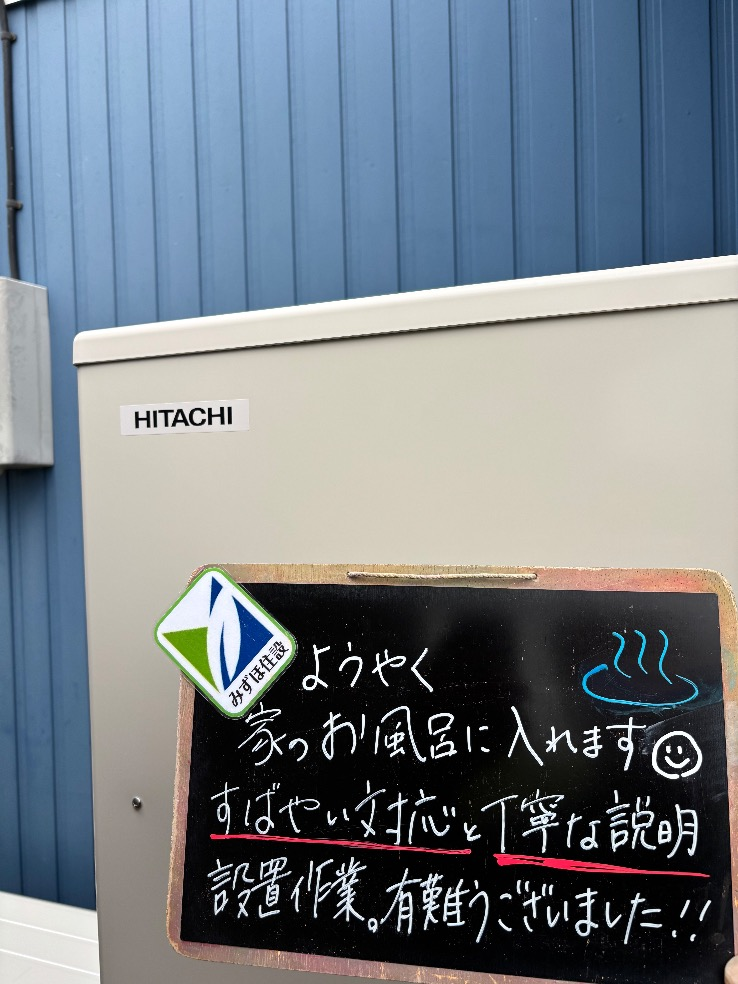 HITACHI
みずほ住設
ようやく
家のお風呂に入れます
すばやい対応と丁寧な説明
設置作業。有難うございました!!